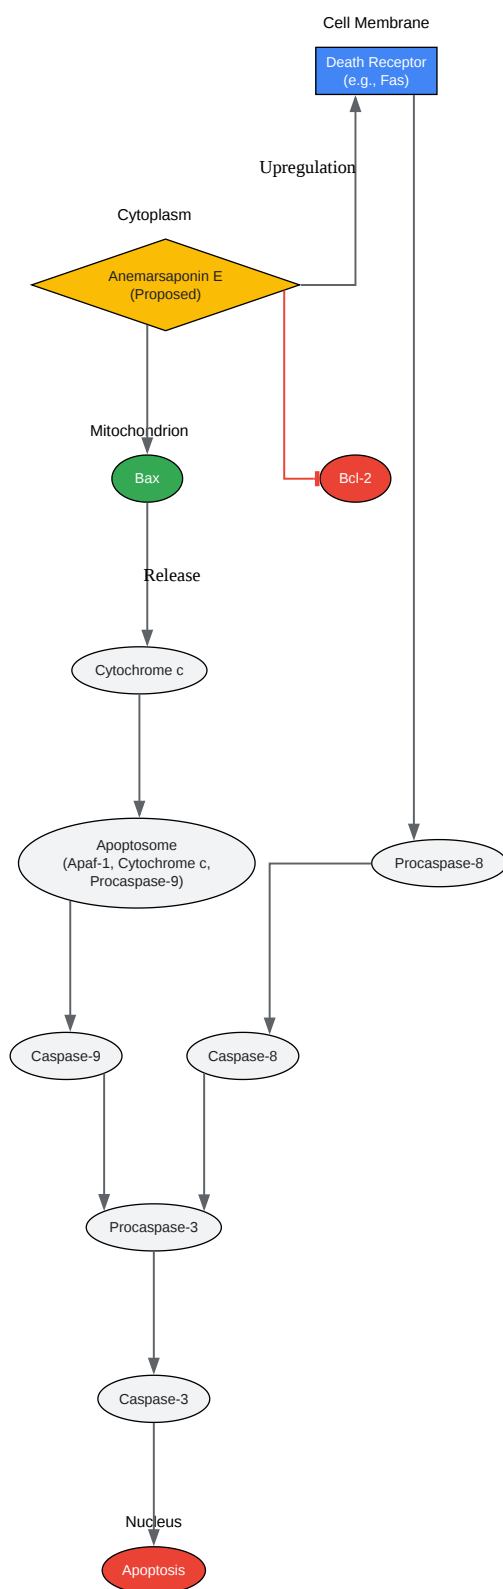 Cell Membrane
Death Receptor
(e.g., Fas)
Upregulation
Cytoplasm
Anemarsaponin E
(Proposed)
Mitochondrion
Bax
Bcl-2
Release
Cytochrome c
Apoptosome
(Apaf-1, Cytochrome c,
Procaspase-9)
Procaspase-8
Caspase-9
Caspase-8
Procaspase-3
Caspase-3
Nucleus
Apoptosis